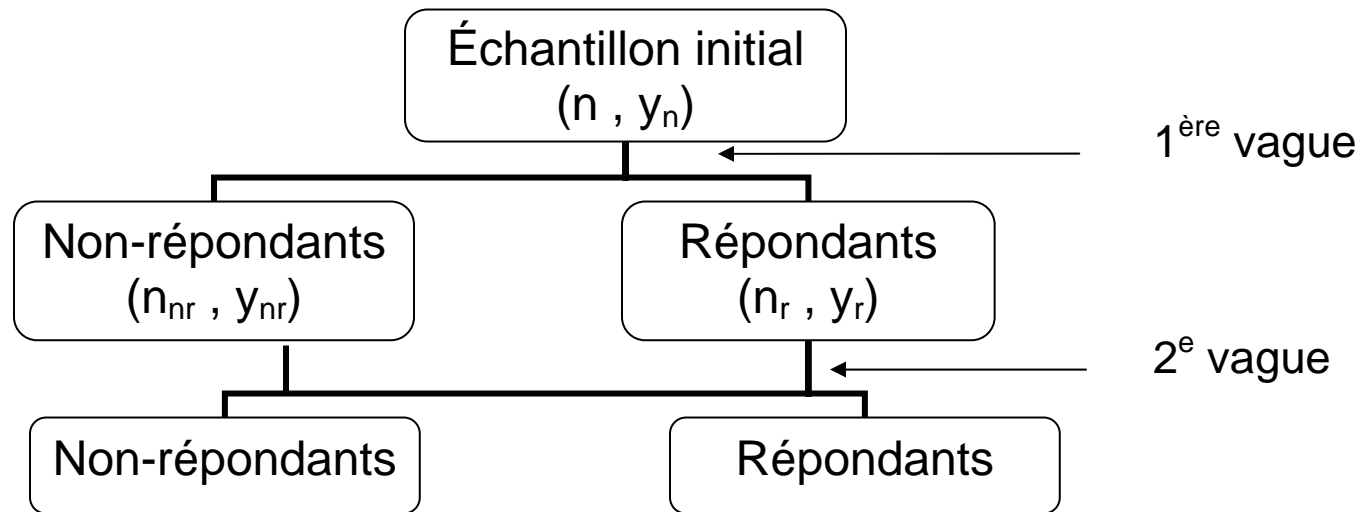 Échantillon initial
(n , yₙ)
1ère vague
Non-répondants
(nₙᵣ , yₙᵣ)
Répondants
(nᵣ , yᵣ)
2e vague
Non-répondants
Répondants